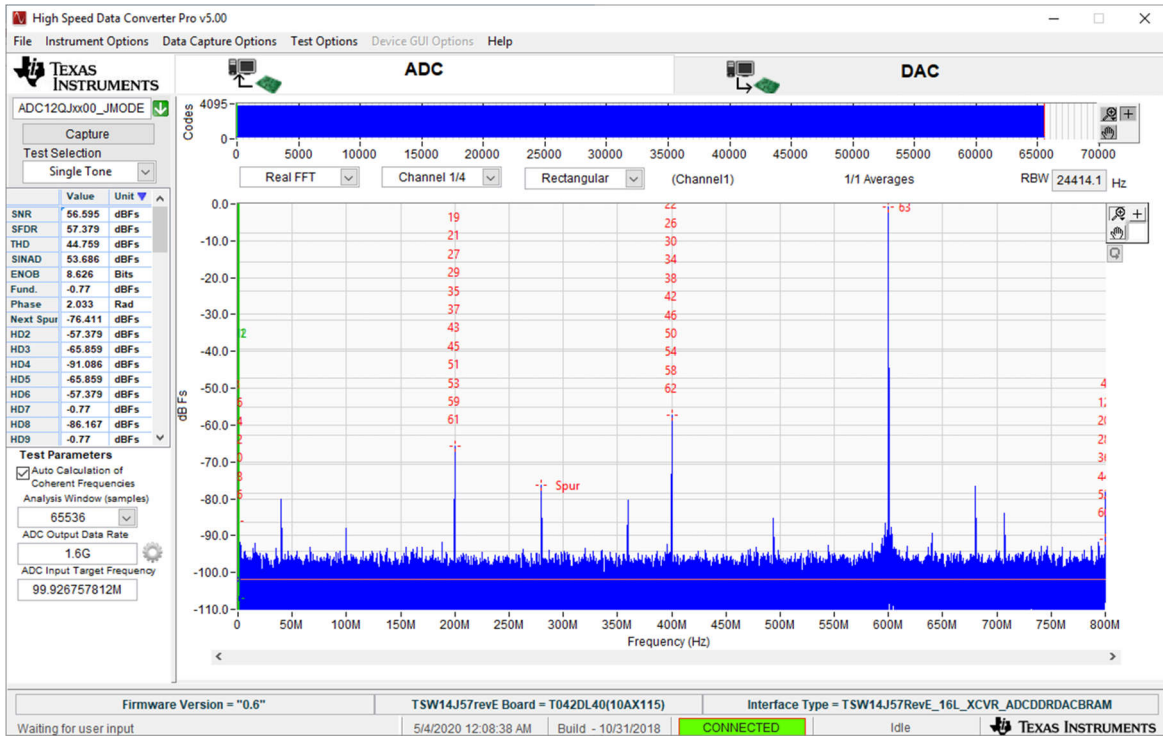 High Speed Data Converter Pro v5.00
File Instrument Options Data Capture Options Test Options Device GUI Options Help
TEXAS INSTRUMENTS
ADC
DAC
ADC12QJxx00_JMODE
Capture
Test Selection
Single Tone
Codes
4095
0
0 5000 10000 15000 20000 25000 30000 35000 40000 45000 50000 55000 60000 65000 70000
Real FFT Channel 1/4 Rectangular (Channel1) 1/1 Averages RBW 24414.1 Hz
Value Unit
SNR 56.595 dBFs
SFDR 57.379 dBFs
THD 44.759 dBFs
SINAD 53.686 dBFs
ENOB 8.626 Bits
Fund. -0.77 dBFs
Phase 2.033 Rad
Next Spur -76.411 dBFs
HD2 -57.379 dBFs
HD3 -65.859 dBFs
HD4 -91.086 dBFs
HD5 -65.859 dBFs
HD6 -57.379 dBFs
HD7 -0.77 dBFs
HD8 -86.167 dBFs
HD9 -0.77 dBFs
Test Parameters
Auto Calculation of
Coherent Frequencies
Analysis Window (samples)
65536
ADC Output Data Rate
1.6G
ADC Input Target Frequency
99.926757812M
dBFs
0.0
-10.0
-20.0
-30.0
-40.0
-50.0
-60.0
-70.0
-80.0
-90.0
-100.0
-110.0
19
21
27
29
35
37
43
45
51
53
59
61
22
26
30
34
38
42
46
50
54
58
62
63
Spur
0 50M 100M 150M 200M 250M 300M 350M 400M 450M 500M 550M 600M 650M 700M 750M 800M
Frequency (Hz)
Firmware Version = "0.6" TSW14J57revE Board = T042DL40(10AX115) Interface Type = TSW14J57RevE_16L_XCVR_ADCDDRDACBRAM
Waiting for user input 5/4/2020 12:08:38 AM Build - 10/31/2018 CONNECTED Idle TEXAS INSTRUMENTS